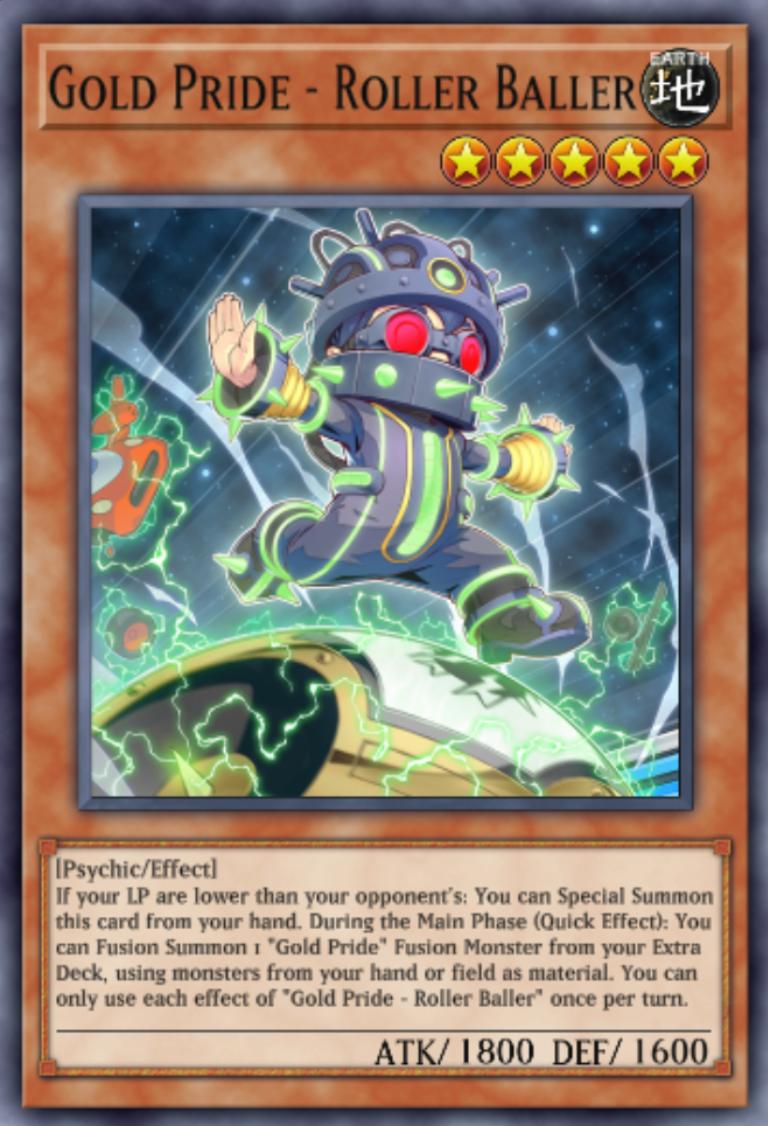 GOLD PRIDE - ROLLER BALLER
EARTH
地
[Psychic/Effect]
If your LP are lower than your opponent's: You can Special Summon
this card from your hand. During the Main Phase (Quick Effect): You
can Fusion Summon 1 "Gold Pride" Fusion Monster from your Extra
Deck, using monsters from your hand or field as material. You can
only use each effect of "Gold Pride - Roller Baller" once per turn.
ATK/ 1800 DEF/ 1600